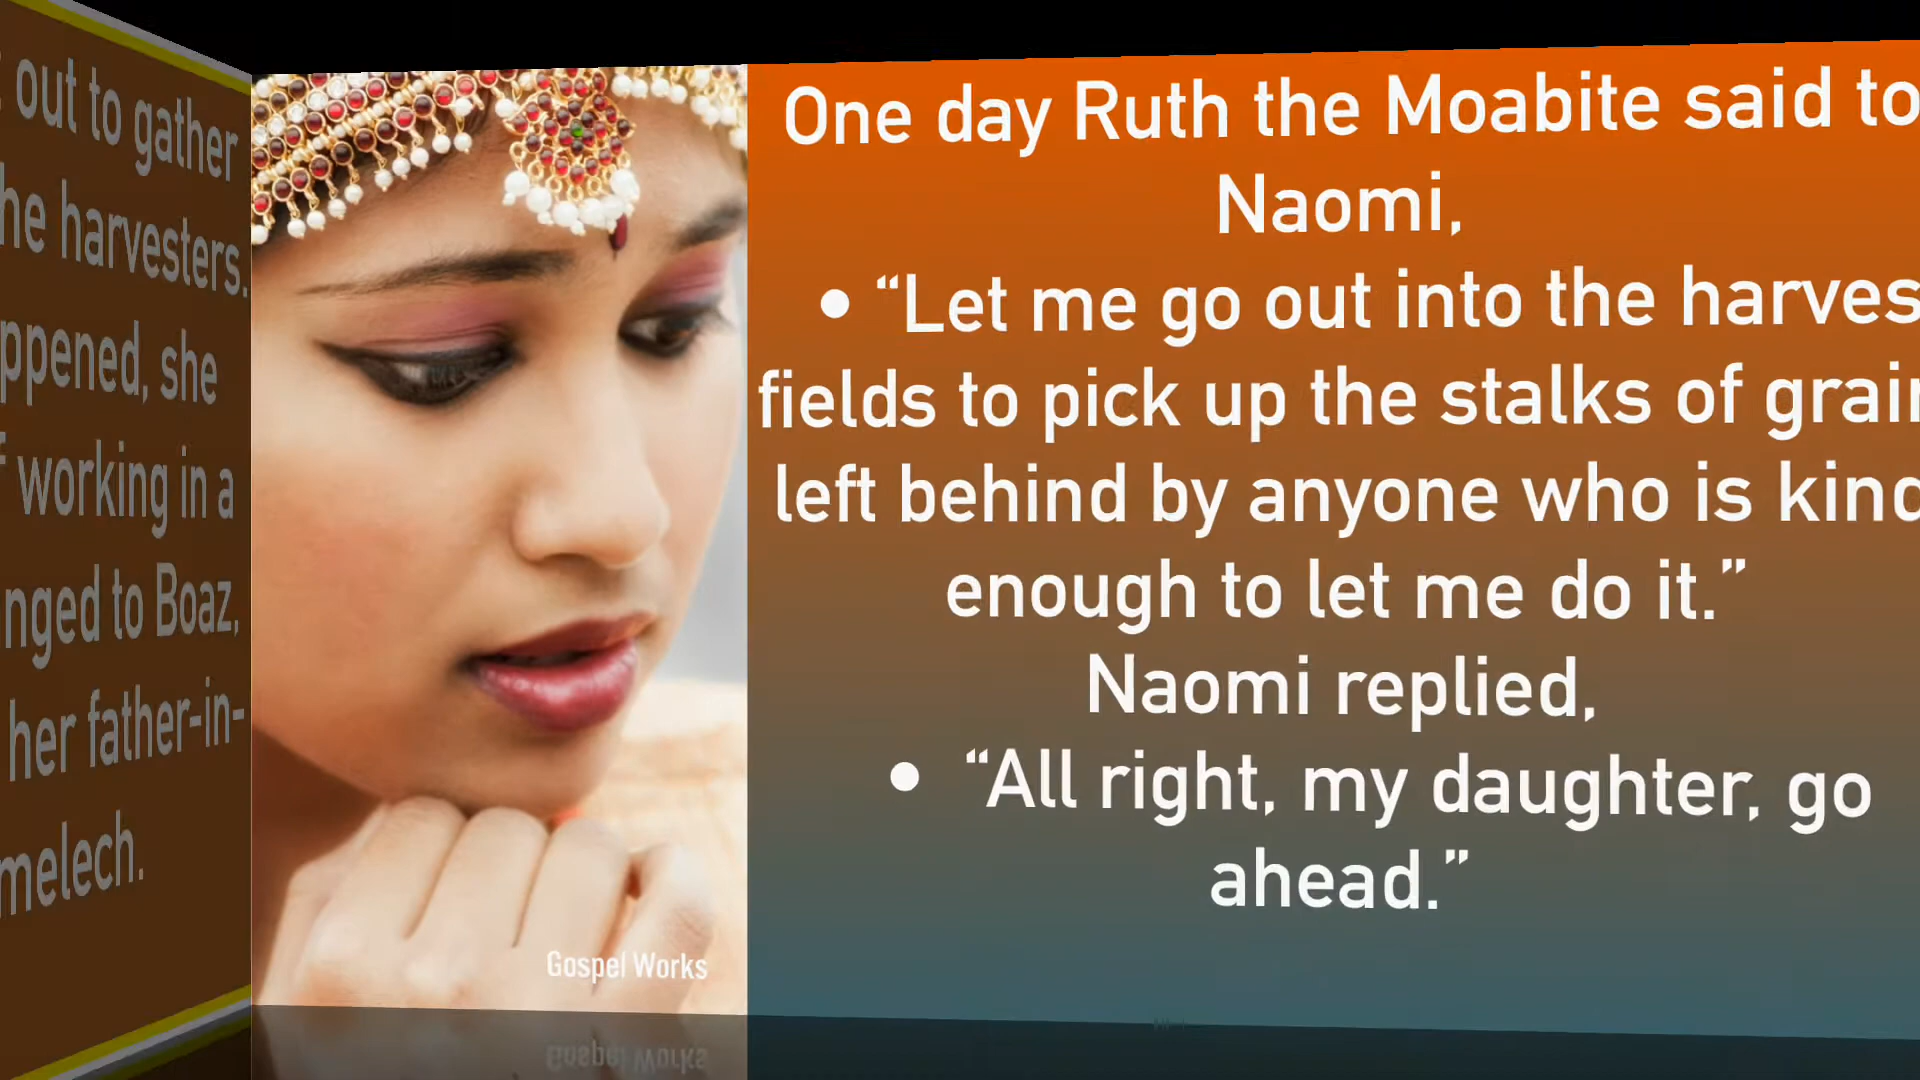 out to gather
he harvesters.
ppened, she
working in a
nged to Boaz,
her father-in-
melech.
One day Ruth the Moabite said to
Naomi,
• “Let me go out into the harves
fields to pick up the stalks of grain
left behind by anyone who is kind
enough to let me do it.”
Naomi replied,
• “All right, my daughter, go
ahead.”
Gospel Works